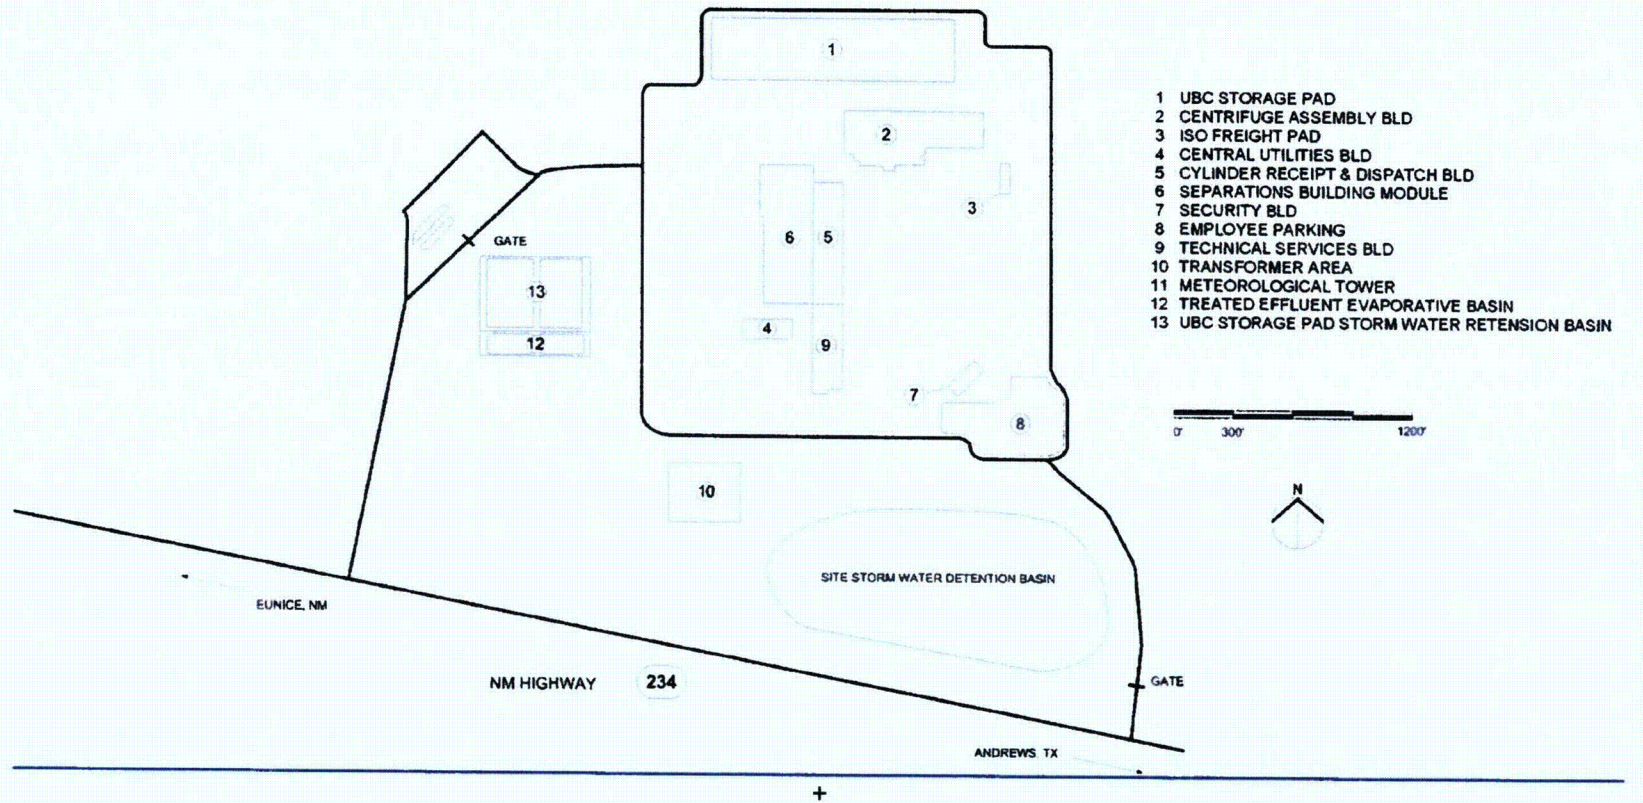 1
1 UBC STORAGE PAD
2 CENTRIFUGE ASSEMBLY BLD
3 ISO FREIGHT PAD
4 CENTRAL UTILITIES BLD
5 CYLINDER RECEIPT & DISPATCH BLD
6 SEPARATIONS BUILDING MODULE
7 SECURITY BLD
8 EMPLOYEE PARKING
9 TECHNICAL SERVICES BLD
10 TRANSFORMER AREA
11 METEOROLOGICAL TOWER
12 TREATED EFFLUENT EVAPORATIVE BASIN
13 UBC STORAGE PAD STORM WATER RETENSION BASIN
2
3
GATE
6
5
13
4
12
9
7
8
0' 300' 1200'
10
N
SITE STORM WATER DETENTION BASIN
EUNICE, NM
NM HIGHWAY 234
GATE
ANDREWS, TX